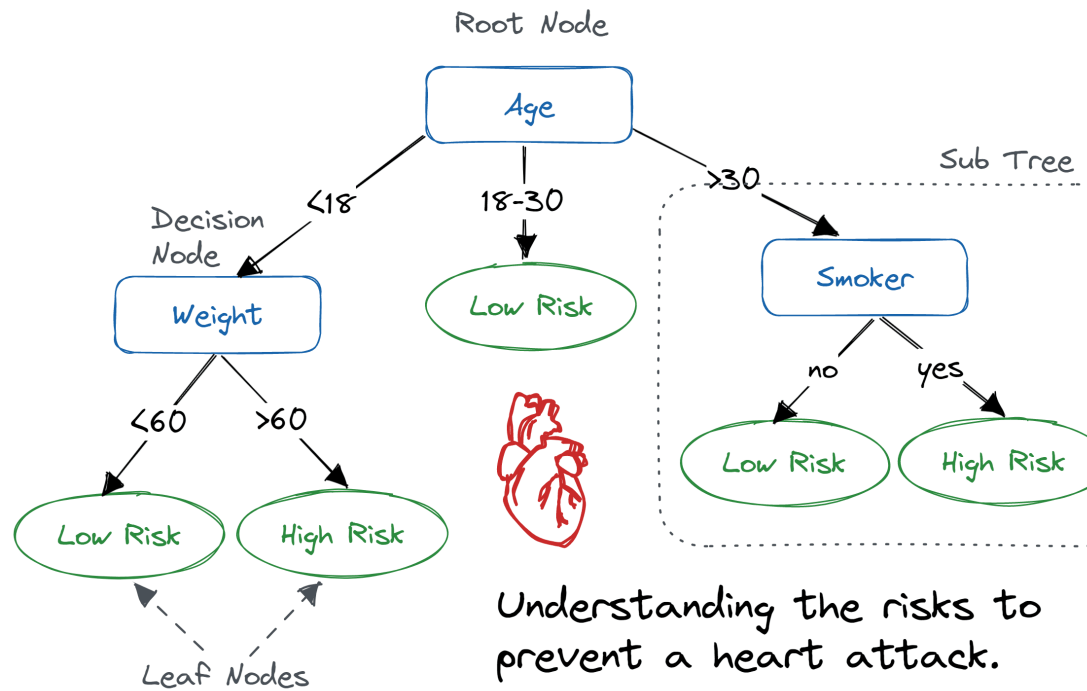 Root Node
Age
Sub Tree
<18
18-30
>30
Decision
Node
Weight
Low Risk
Smoker
no
yes
<60
>60
Low Risk
High Risk
Low Risk
High Risk
Understanding the risks to
prevent a heart attack.
Leaf Nodes